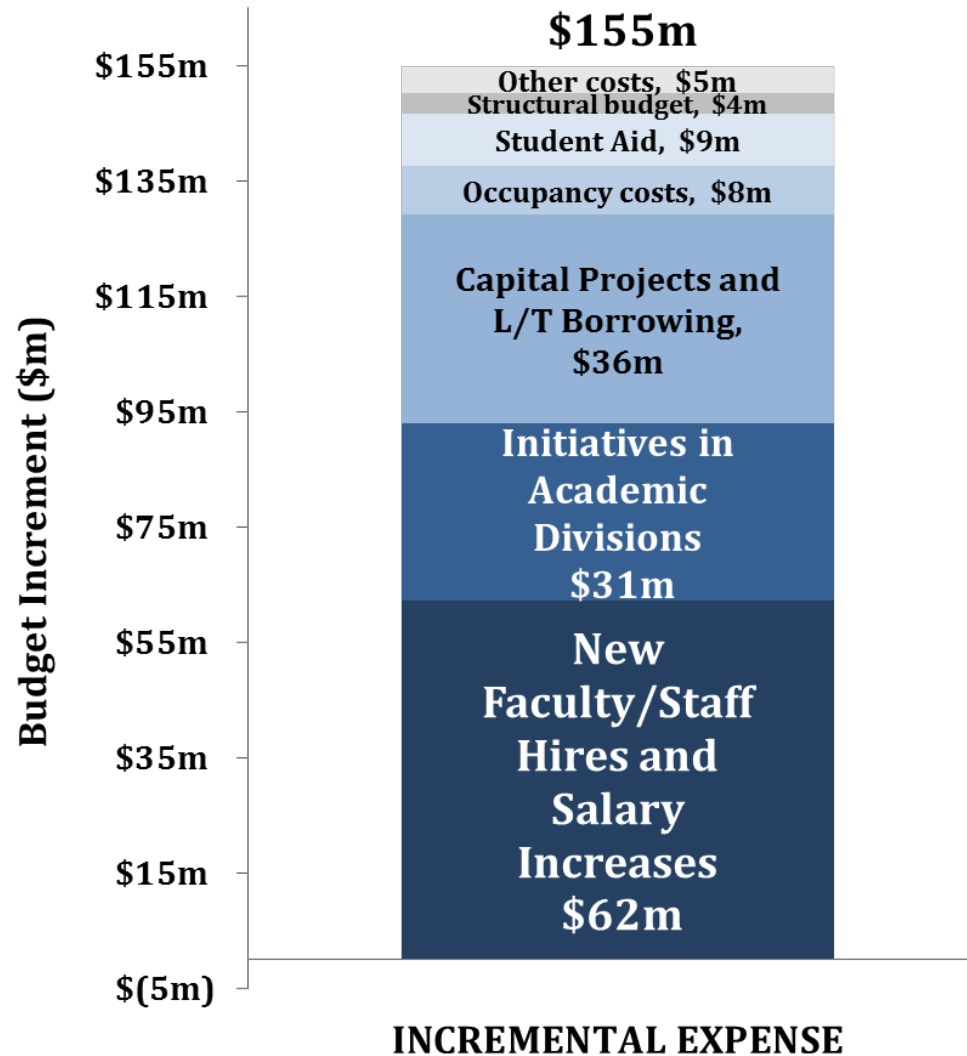 $155m
$155m
Other costs, $5m
Structural budget, $4m
Student Aid, $9m
$135m
Occupancy costs, $8m
Capital Projects and
L/T Borrowing,
$36m
$115m
$95m
Initiatives in
Academic
Divisions
$31m
$75m
$55m
New
Faculty/Staff
Hires and
Salary
Increases
$62m
$35m
$15m
$(5m)
Budget Increment ($m)
INCREMENTAL EXPENSE